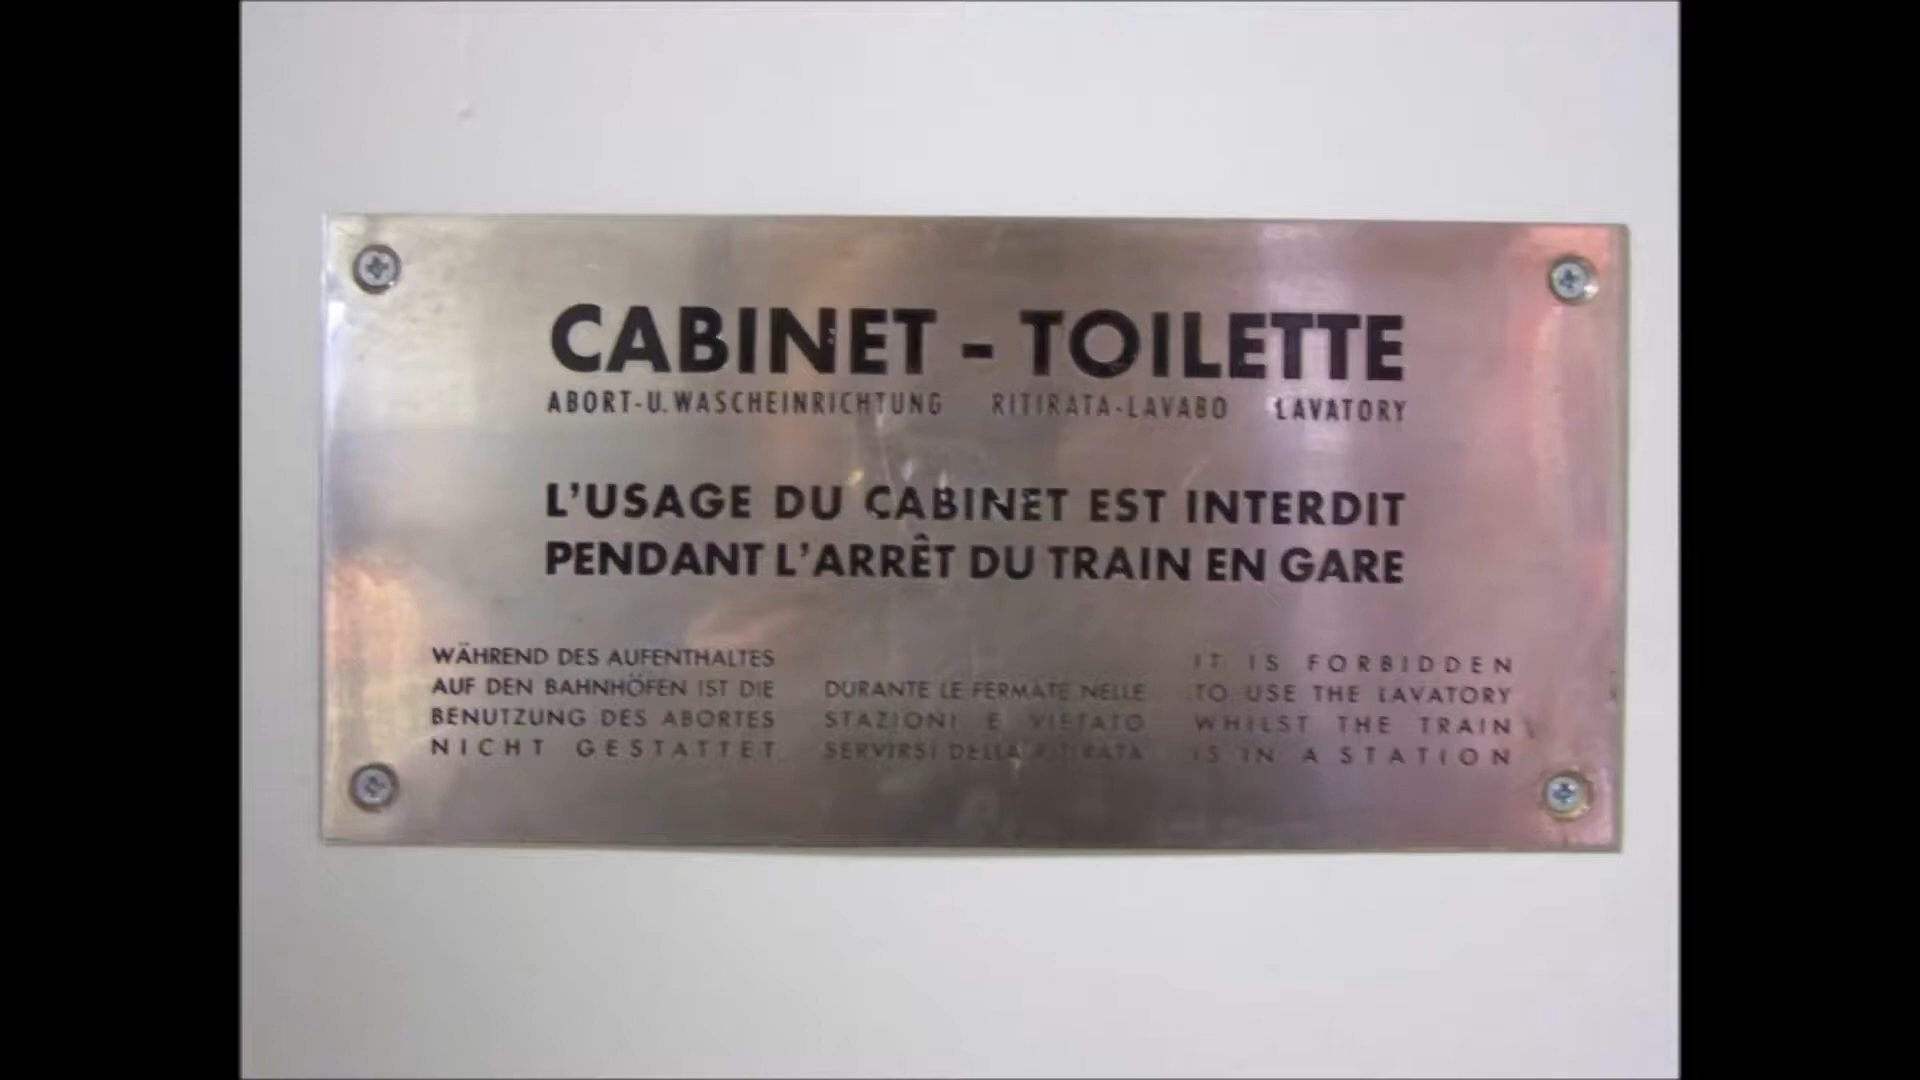 CABINET - TOILETTE
ABORT-U.WASCHEINRICHTUNG RITIRATA-LAVABO LAVATORY
L'USAGE DU CABINET EST INTERDIT
PENDANT L'ARRÊT DU TRAIN EN GARE
WÄHREND DES AUFENTHALTES
AUF DEN BAHNHÖFEN IST DIE
BENUTZUNG DES ABORTES
NICHT GESTATTET
DURANTE LE FERMATE NELLE
STAZIONI E VIETATO
SERVIRSI DELLA RITIRATA
IT IS FORBIDDEN
TO USE THE LAVATORY
WHILST THE TRAIN
IS IN A STATION